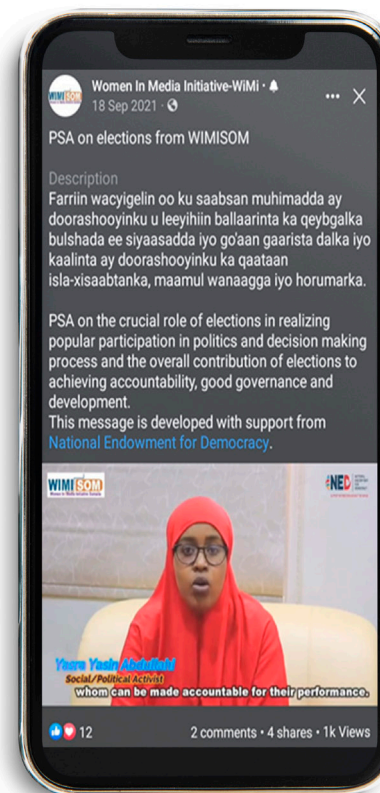 Women In Media Initiative-WiMi ·
18 Sep 2021 ·
PSA on elections from WIMISOM
Description
Farriin wacyigelin oo ku saabsan muhimadda ay
doorashooyinku u leeyihiin ballaarinta ka qeybgalka
bulshada ee siyaasadda iyo go'aan gaarista dalka iyo
kaalinta ay doorashooyinku ka qaataan
isla-xisaabtanka, maamul wanaagga iyo horumarka.
PSA on the crucial role of elections in realizing
popular participation in politics and decision making
process and the overall contribution of elections to
achieving accountability, good governance and
development.
This message is developed with support from
National Endowment for Democracy.
WIMISOM
NED
Yasra Yasin Abdullahi
Social/Political Activist
whom can be made accountable for their performance.
12
2 comments • 4 shares • 1k Views